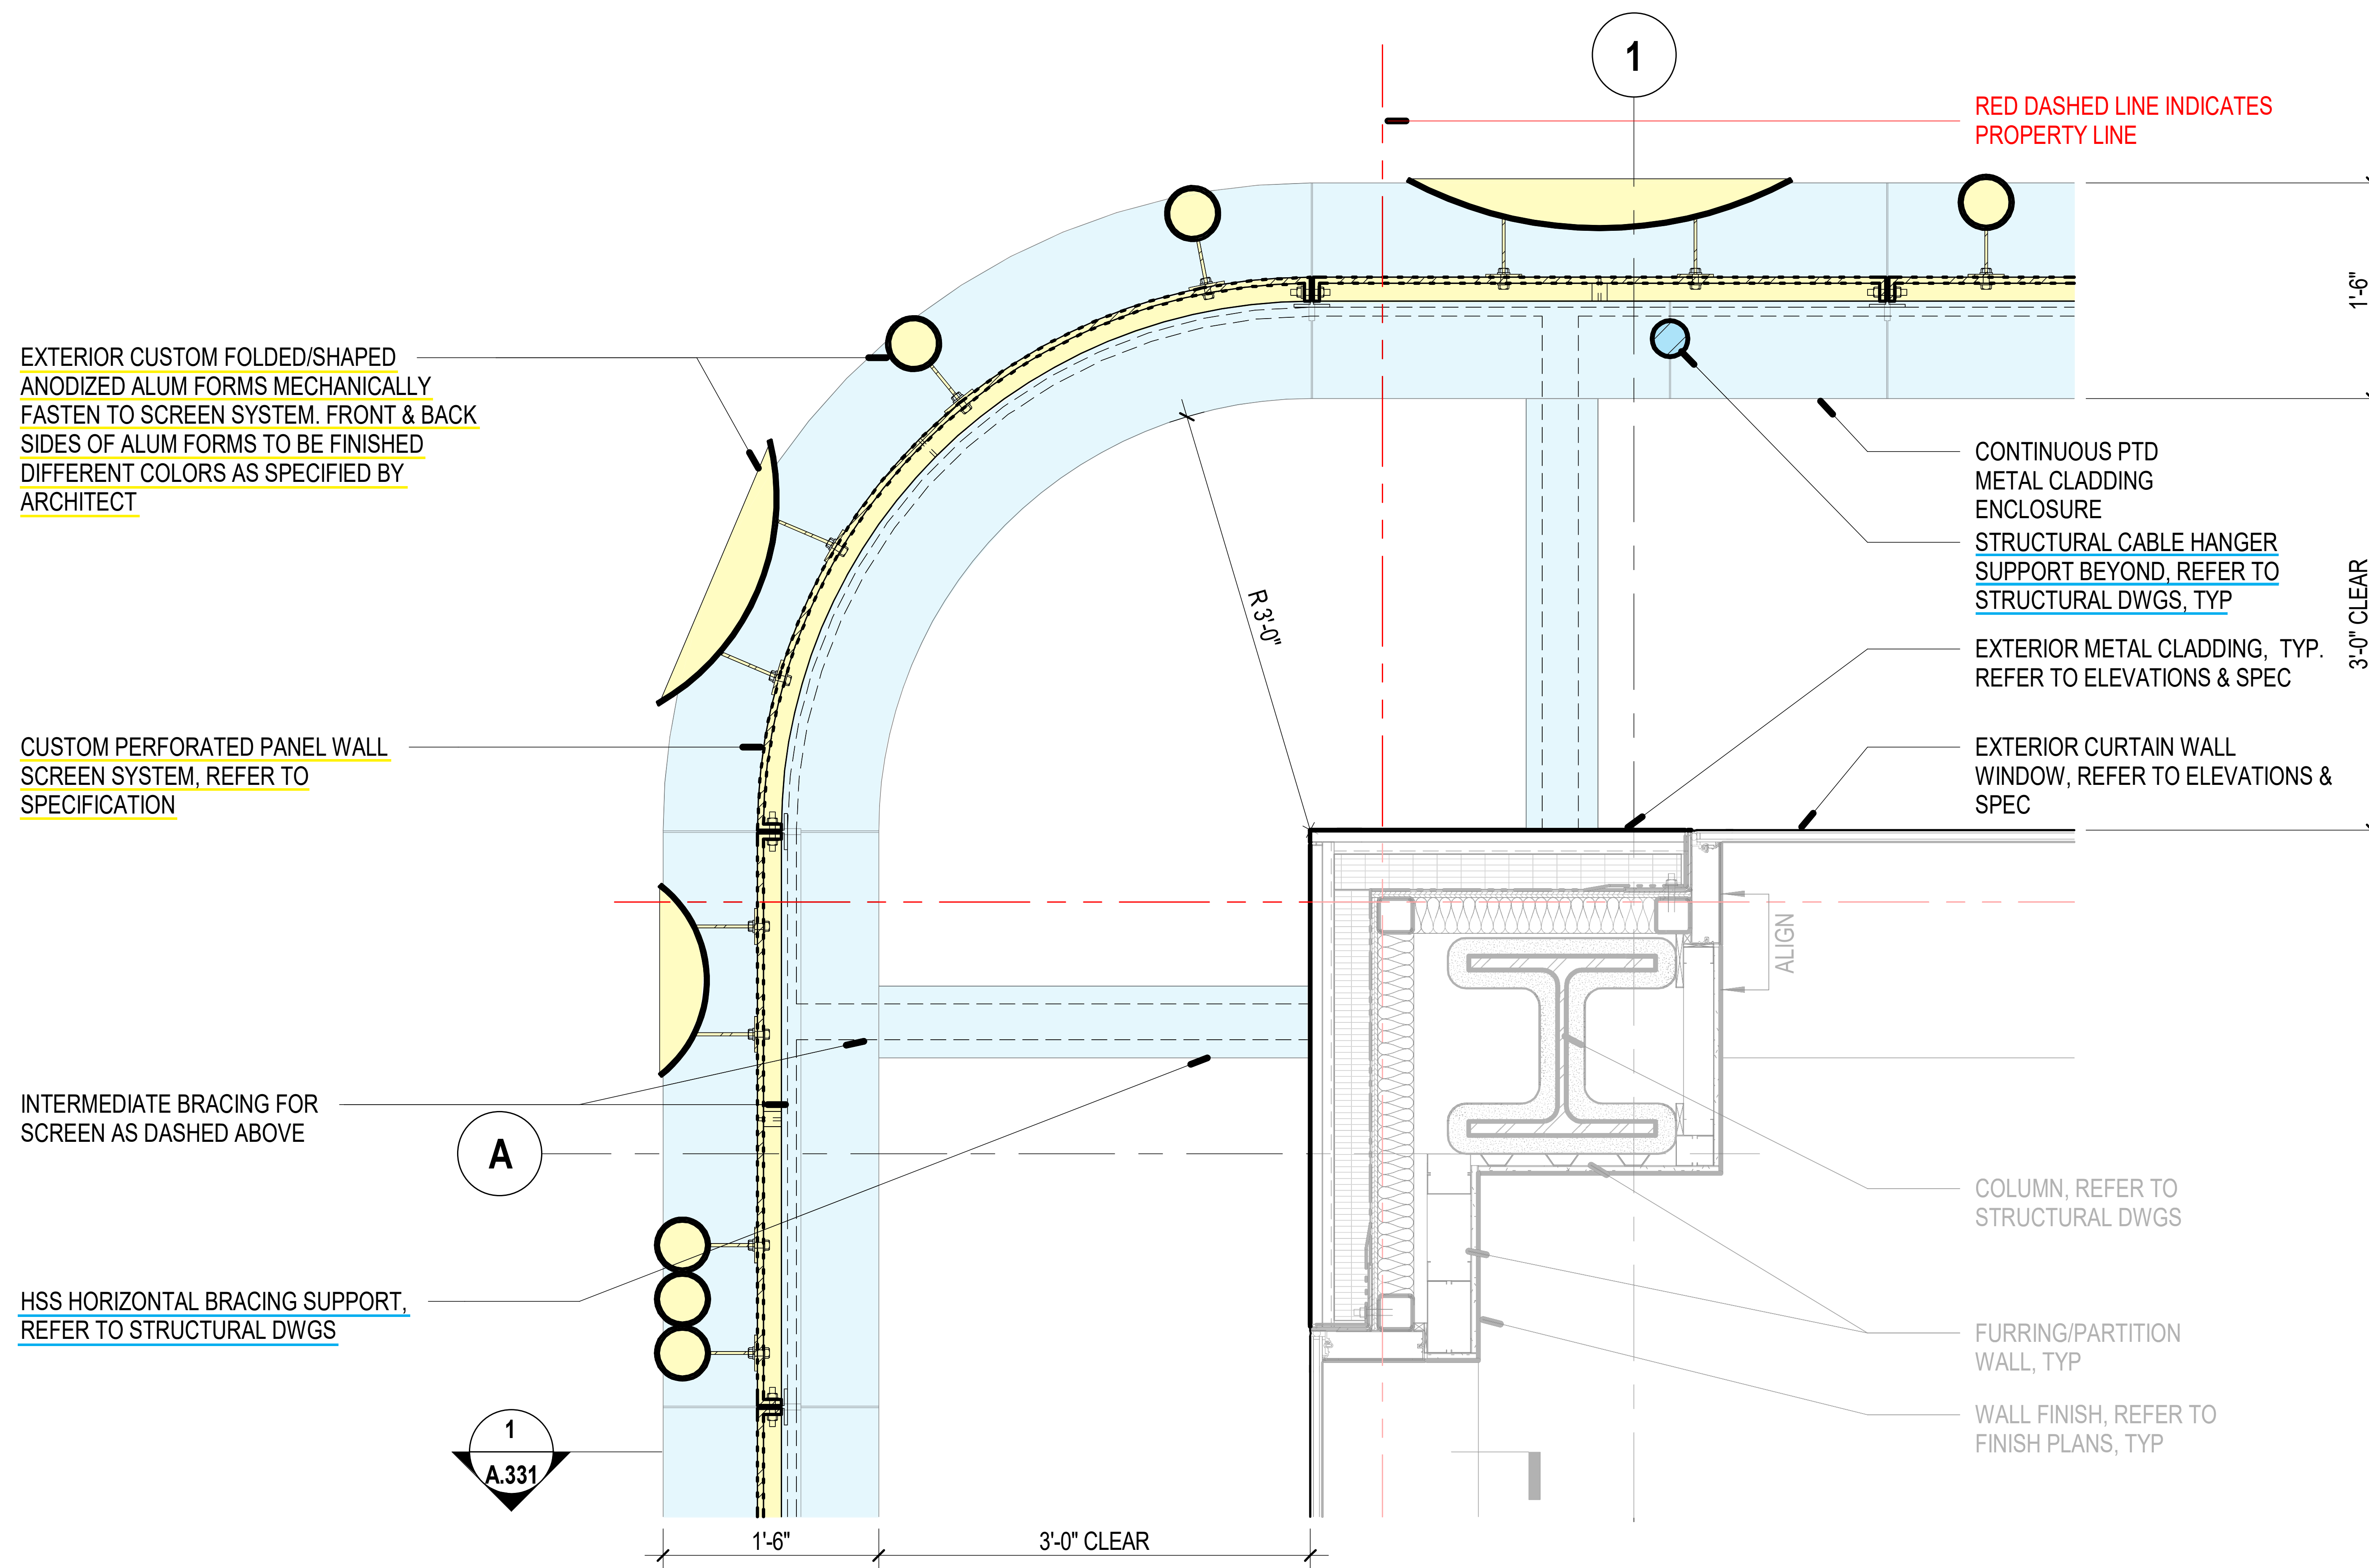 1
RED DASHED LINE INDICATES
PROPERTY LINE
1'-6"
EXTERIOR CUSTOM FOLDED/SHAPED
ANODIZED ALUM FORMS MECHANICALLY
FASTEN TO SCREEN SYSTEM. FRONT & BACK
SIDES OF ALUM FORMS TO BE FINISHED
DIFFERENT COLORS AS SPECIFIED BY
ARCHITECT
CONTINUOUS PTD
METAL CLADDING
ENCLOSURE
STRUCTURAL CABLE HANGER
SUPPORT BEYOND, REFER TO
STRUCTURAL DWGS, TYP
3'-0" CLEAR
R 3'-0"
EXTERIOR METAL CLADDING, TYP.
REFER TO ELEVATIONS & SPEC
CUSTOM PERFORATED PANEL WALL
SCREEN SYSTEM, REFER TO
SPECIFICATION
EXTERIOR CURTAIN WALL
WINDOW, REFER TO ELEVATIONS &
SPEC
ALIGN
INTERMEDIATE BRACING FOR
SCREEN AS DASHED ABOVE
A
COLUMN, REFER TO
STRUCTURAL DWGS
HSS HORIZONTAL BRACING SUPPORT,
REFER TO STRUCTURAL DWGS
FURRING/PARTITION
WALL, TYP
WALL FINISH, REFER TO
FINISH PLANS, TYP
1
A.331
1'-6"
3'-0" CLEAR